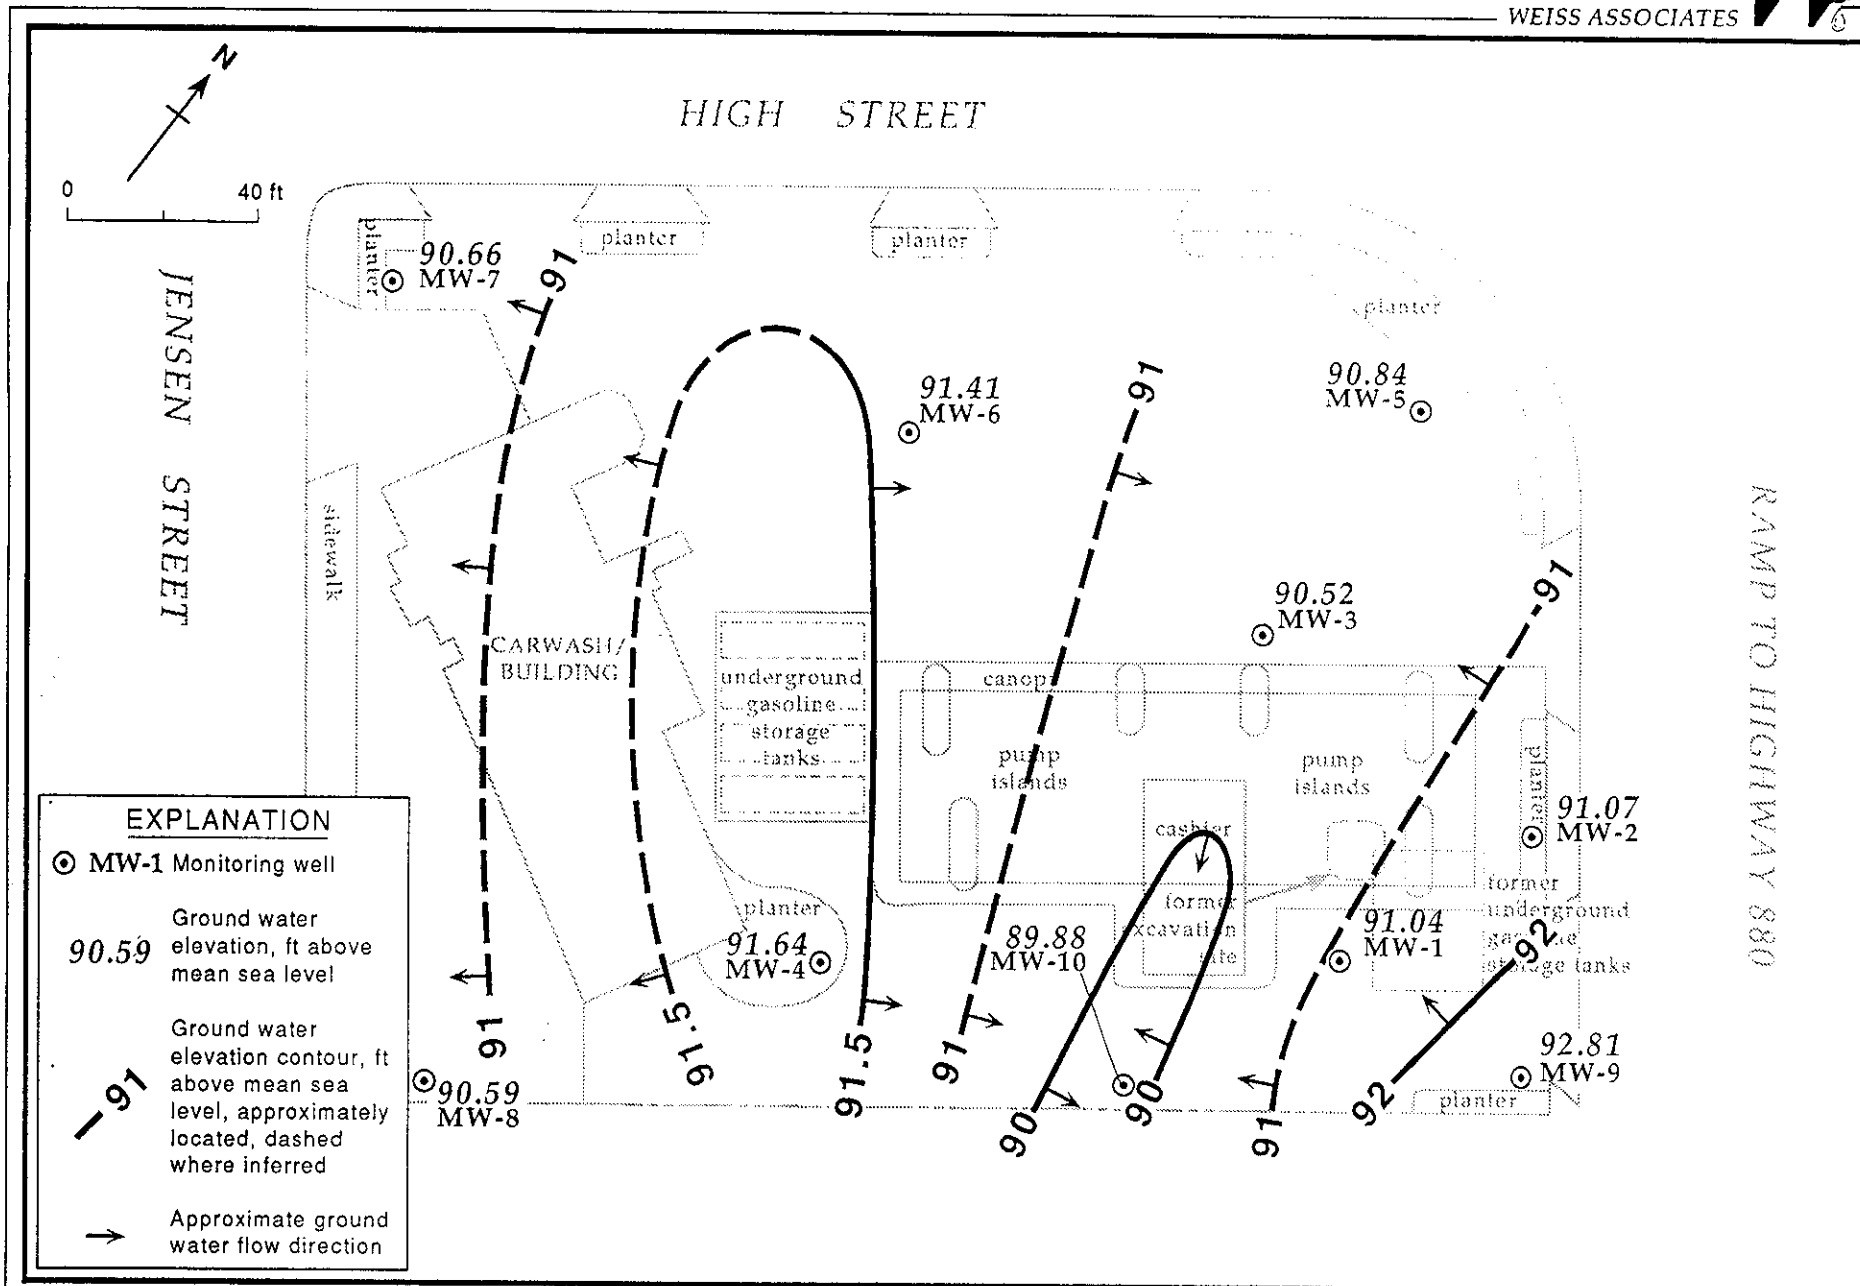 WEISS ASSOCIATES
N
HIGH STREET
0 40 ft
JENSEN STREET
RAMP TO HIGHWAY 880
planter
90.66
MW-7
91
planter
planter
planter
91.41
MW-6
91
90.84
MW-5
sidewalk
CARWASH/
BUILDING
underground
gasoline
storage
tanks
canopy
90.52
MW-3
91
pump
islands
pump
islands
planter
91.07
MW-2
cashier
former
excavation
site
former
underground
gasoline
storage tanks
planter
91.64
MW-4
89.88
MW-10
91.04
MW-1
92
92.81
MW-9
planter
91
91.5
91.5
91
90
90
91
92
90.59
MW-8
EXPLANATION
MW-1 Monitoring well
90.59
Ground water
elevation, ft above
mean sea level
91
Ground water
elevation contour, ft
above mean sea
level, approximately
located, dashed
where inferred
Approximate ground
water flow direction